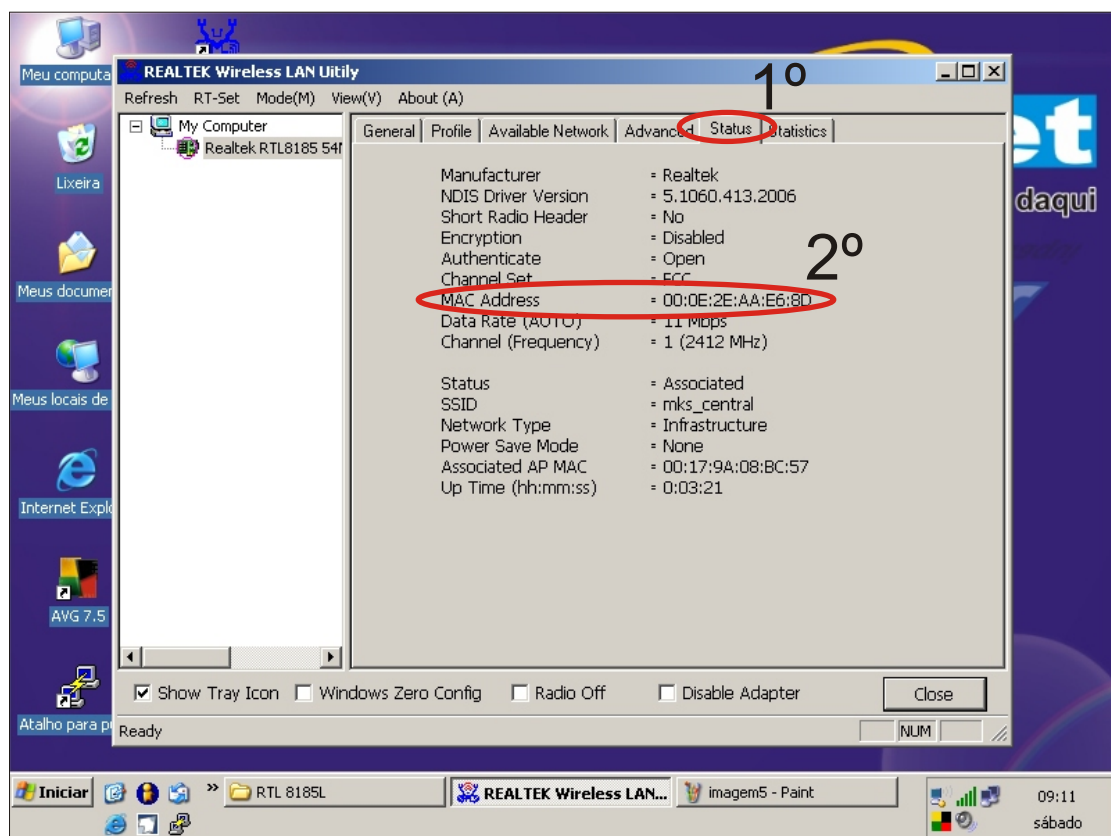 Meu computa
REALTEK Wireless LAN Uitily
1º
Refresh RT-Set Mode(M) View(V) About (A)
My Computer
Realtek RTL8185 54M
General Profile Available Network Advanced Status Statistics
et
daqui
Lixeira
Manufacturer = Realtek
NDIS Driver Version = 5.1060.413.2006
Short Radio Header = No
Encryption = Disabled
Authenticate = Open
2º
Channel Set = FCC
Meus documen
MAC Address = 00:0E:2E:AA:E6:8D
Data Rate (AUTO) = 11 Mbps
Channel (Frequency) = 1 (2412 MHz)
Status = Associated
Meus locais de
SSID = mks_central
Network Type = Infrastructure
Power Save Mode = None
Associated AP MAC = 00:17:9A:08:BC:57
Up Time (hh:mm:ss) = 0:03:21
Internet Explo
AVG 7.5
Show Tray Icon Windows Zero Config Radio Off Disable Adapter Close
Atalho para pu
Ready NUM
Iniciar » RTL 8185L REALTEK Wireless LAN... imagem5 - Paint 09:11
sábado